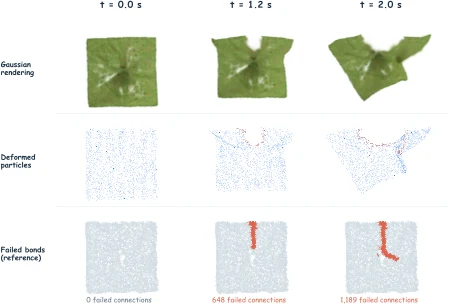 t = 0.0 s
t = 1.2 s
t = 2.0 s
Gaussian
rendering
Deformed
particles
Failed bonds
(reference)
0 failed connections
648 failed connections
1,189 failed connections